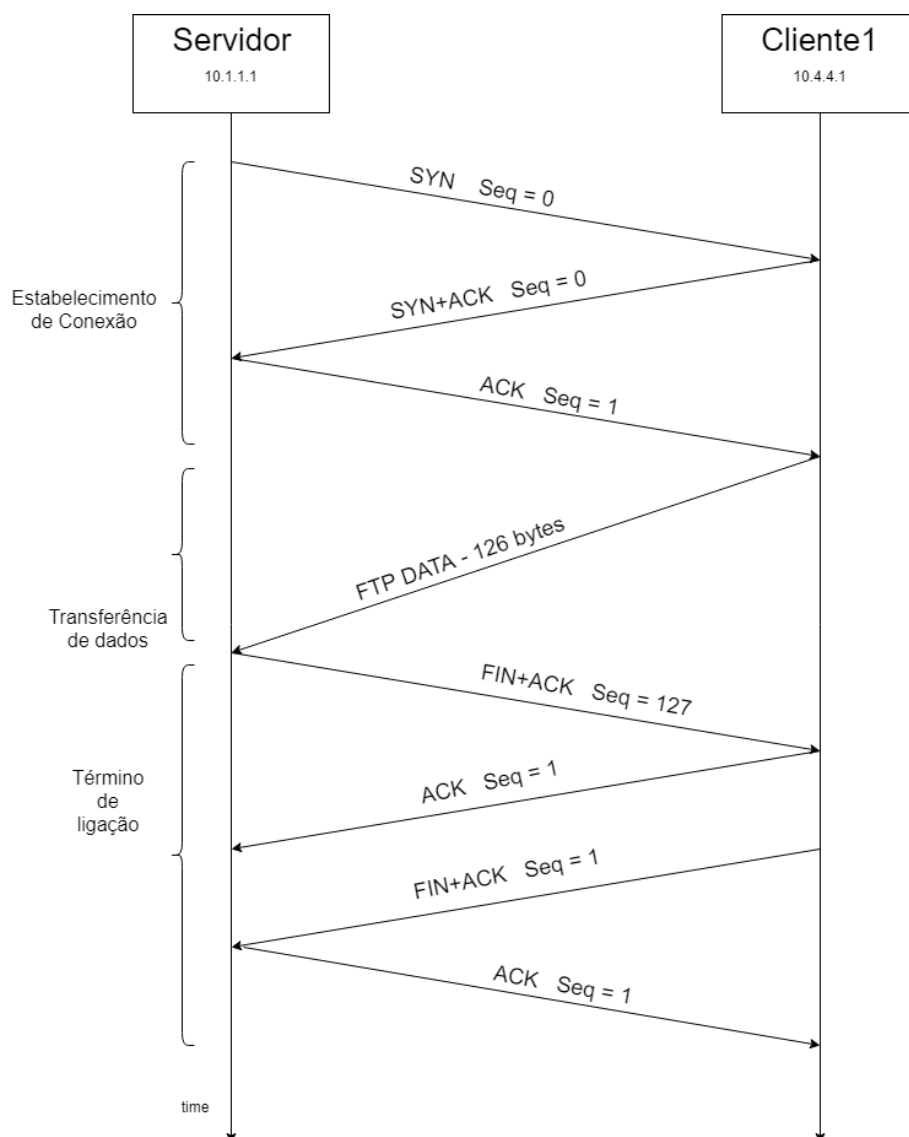 Servidor
10.1.1.1
Cliente1
10.4.4.1
SYN Seq = 0
SYN+ACK Seq = 0
Estabelecimento
de Conexão
ACK Seq = 1
FTP DATA - 126 bytes
Transferência
de dados
FIN+ACK Seq = 127
ACK Seq = 1
Término
de
ligação
FIN+ACK Seq = 1
ACK Seq = 1
time